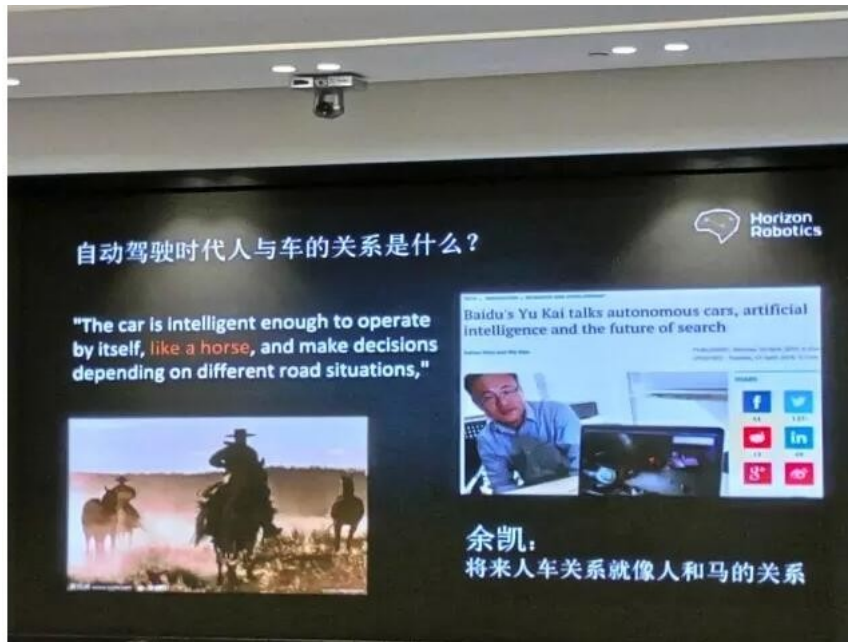 自动驾驶时代人与车的关系是什么？
Horizon
Robotics
"The car is intelligent enough to operate
by itself, like a horse, and make decisions
depending on different road situations,"
Baidu's Yu Kai talks autonomous cars, artificial
intelligence and the future of search
SHARE
余凯：
将来人车关系就像人和马的关系